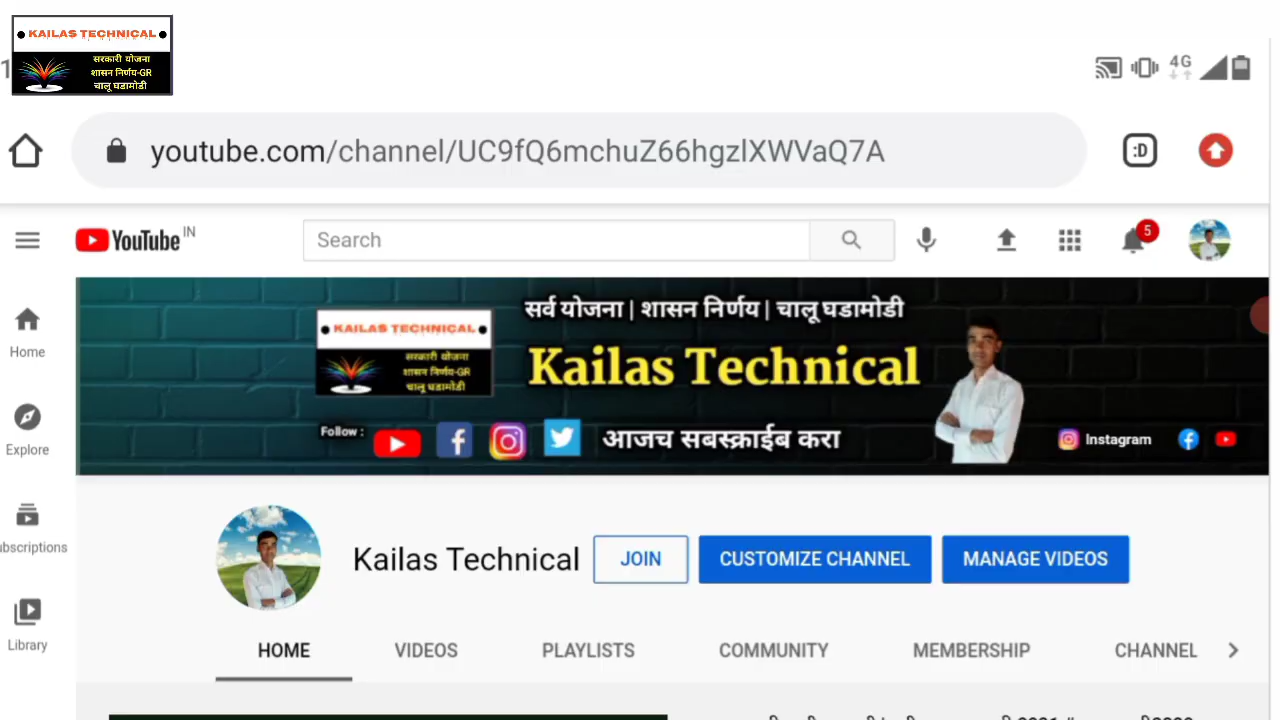 KAILAS TECHNICAL
सरकारी योजना
शासन निर्णय-GR
चालू घडामोडी
4G
youtube.com/channel/UC9fQ6mchuZ66hgzlXWVaQ7A
:D
YouTube IN
Search
5
सर्व योजना | शासन निर्णय | चालू घडामोडी
KAILAS TECHNICAL
सरकारी योजना
शासन निर्णय-GR
चालू घडामोडी
Kailas Technical
Follow :
आजच सबस्क्राईब करा
Instagram
Home
Explore
ubscriptions
Library
Kailas Technical
JOIN
CUSTOMIZE CHANNEL
MANAGE VIDEOS
HOME
VIDEOS
PLAYLISTS
COMMUNITY
MEMBERSHIP
CHANNEL